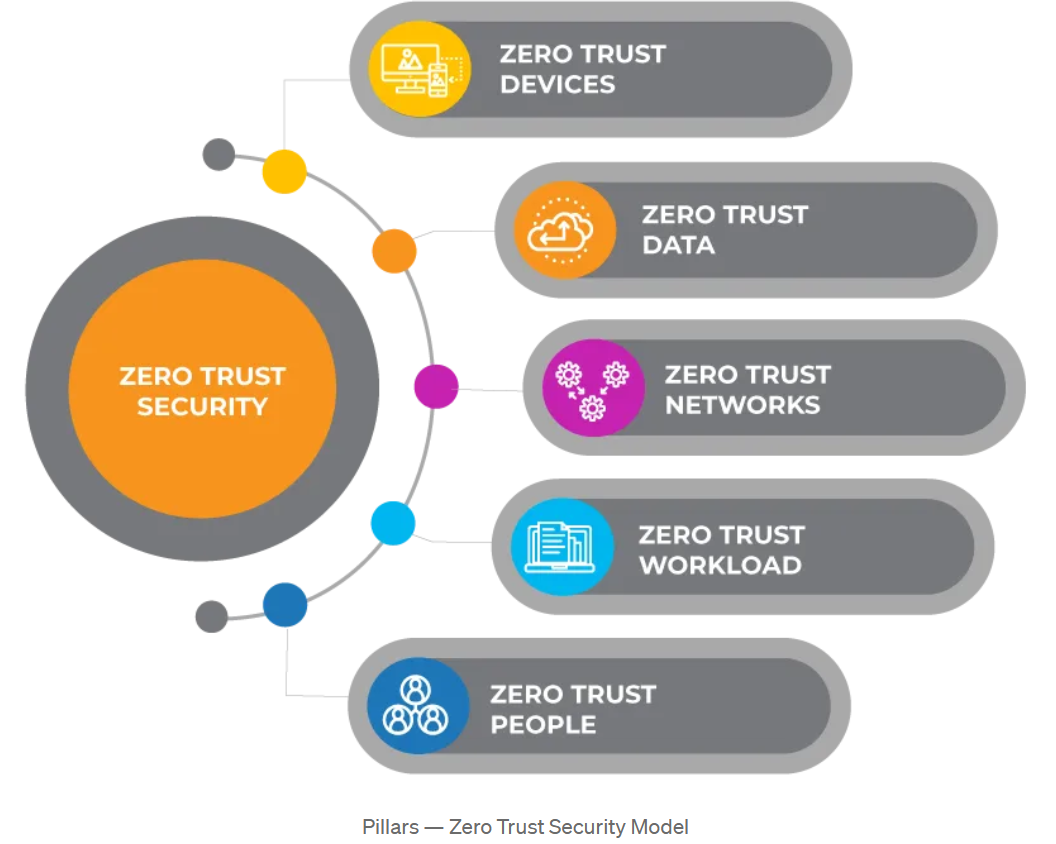 ZERO TRUST
DEVICES
ZERO TRUST
DATA
ZERO TRUST
SECURITY
ZERO TRUST
NETWORKS
ZERO TRUST
WORKLOAD
ZERO TRUST
PEOPLE
Pillars — Zero Trust Security Model